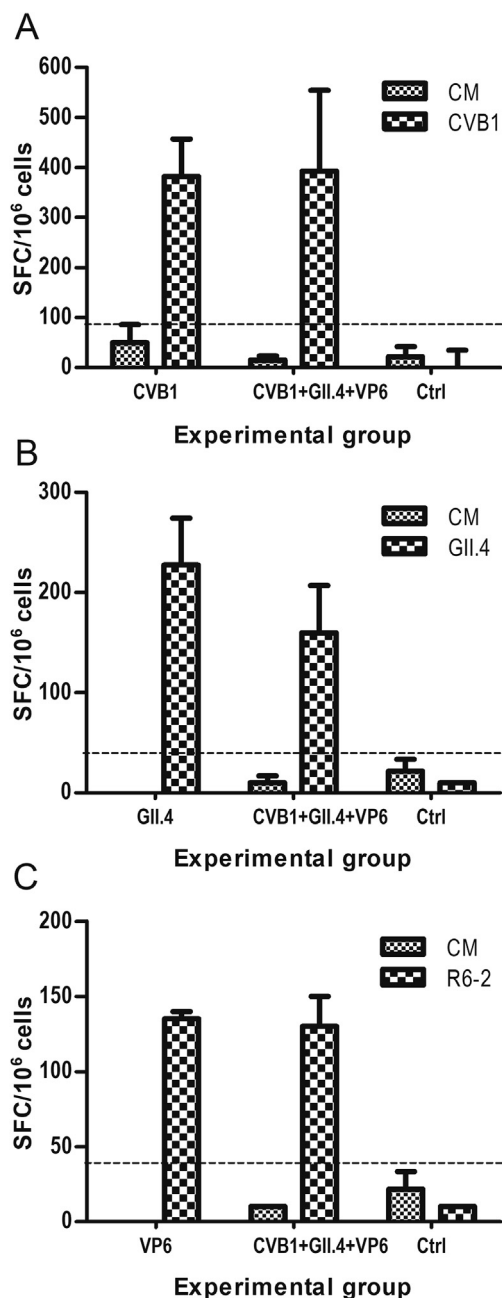 A
SFC/10⁶ cells
600
500
400
300
200
100
0
CM
CVB1
CVB1 CVB1+GII.4+VP6 Ctrl
Experimental group
B
SFC/10⁶ cells
300
200
100
0
CM
GII.4
GII.4 CVB1+GII.4+VP6 Ctrl
Experimental group
C
SFC/10⁶ cells
200
150
100
50
0
CM
R6-2
VP6 CVB1+GII.4+VP6 Ctrl
Experimental group